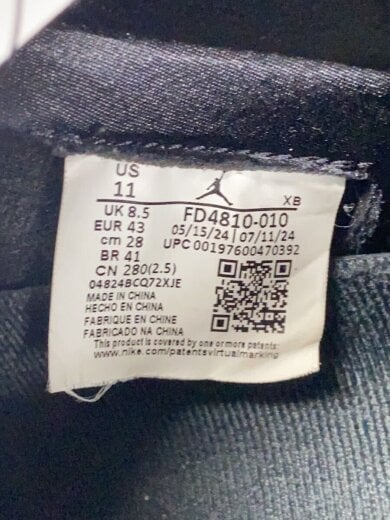 US
11
XB
UK 8.5
FD4810-010
EUR 43
05/15/24 | 07/11/24
cm 28
UPC 00197600470392
BR 41
CN 280(2.5)
04824BCQ72XJE
MADE IN CHINA
HECHO EN CHINA
FABRIQUE EN CHINE
FABRICADO NA CHINA
This product is covered by one or more patents:
www.nike.com/patentsvirtualmarking